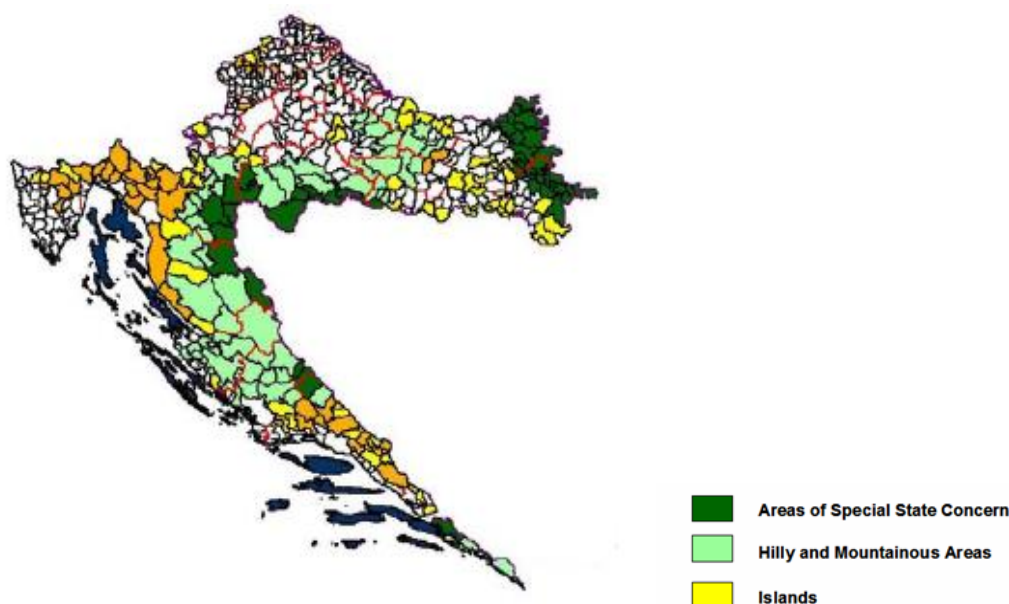 Areas of Special State Concern
Hilly and Mountainous Areas
Islands